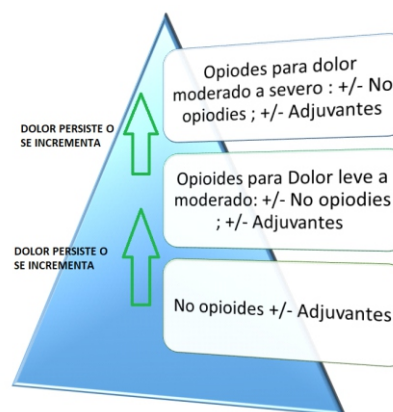 Opiodes para dolor
moderado a severo : +/- No
opiodies ; +/- Adjuvantes
DOLOR PERSISTE O
SE INCREMENTA
Opioides para Dolor leve a
moderado: +/- No opiodies
; +/- Adjuvantes
DOLOR PERSISTE O
SE INCREMENTA
No opioides +/- Adjuvantes